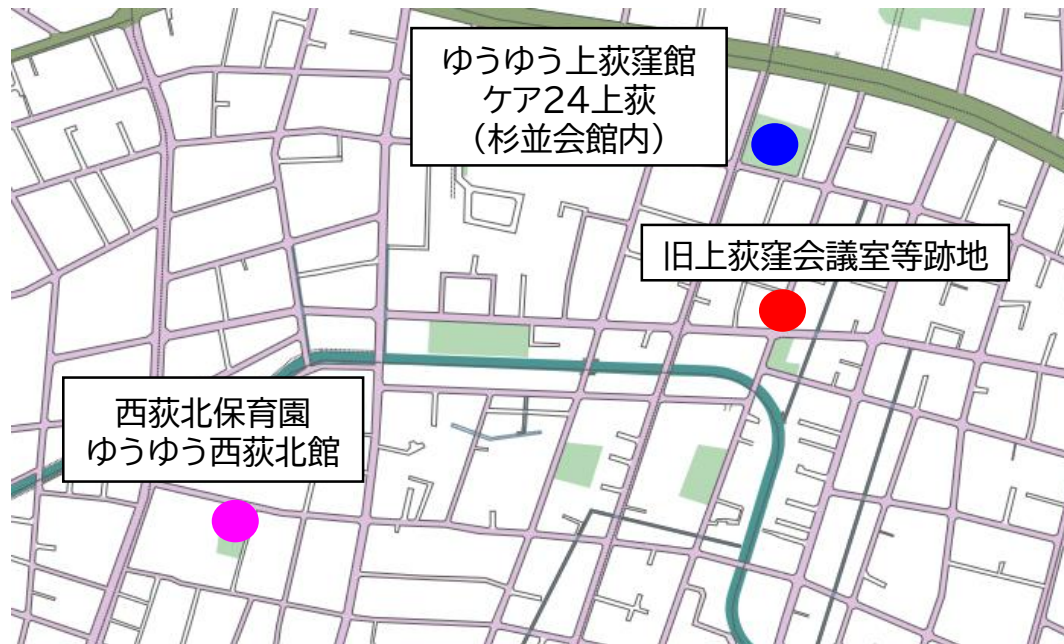 ゆうゆう上荻窪館
ケア24上荻
（杉並会館内）
旧上荻窪会議室等跡地
西荻北保育園
ゆうゆう西荻北館